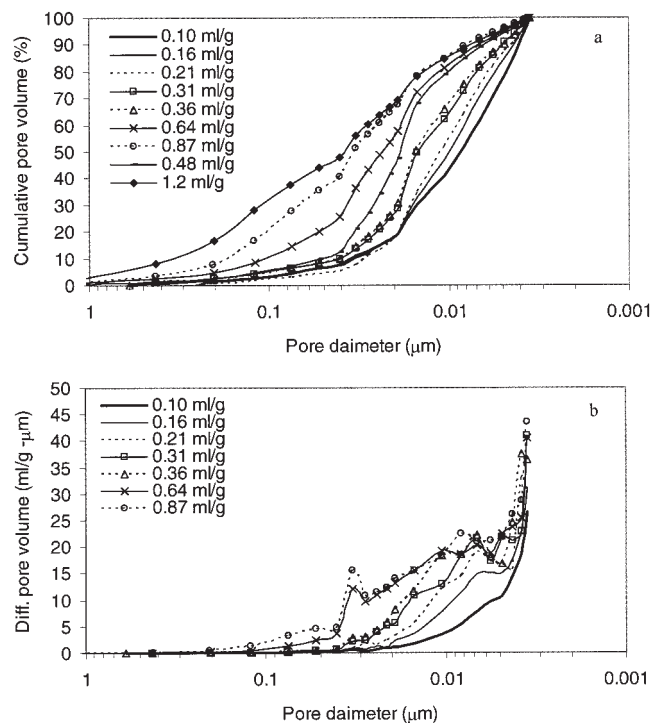 a
100
90
80
70
60
50
40
30
20
10
0
Cumulative pore volume (%)
0.10 ml/g
0.16 ml/g
0.21 ml/g
0.31 ml/g
0.36 ml/g
0.64 ml/g
0.87 ml/g
0.48 ml/g
1.2 ml/g
1
0.1
0.01
0.001
Pore daimeter (μm)
b
50
45
40
35
30
25
20
15
10
5
0
Diff. pore volume (ml/g -μm)
0.10 ml/g
0.16 ml/g
0.21 ml/g
0.31 ml/g
0.36 ml/g
0.64 ml/g
0.87 ml/g
1
0.1
0.01
0.001
Pore daimeter (μm)